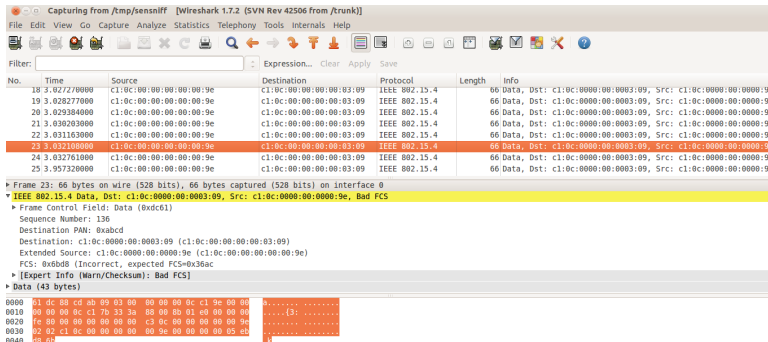 Capturing from /tmp/sensniff [Wireshark 1.7.2 (SVN Rev 42506 from /trunk)]
File Edit View Go Capture Analyze Statistics Telephony Tools Internals Help
Filter: Expression... Clear Apply Save
No. Time Source Destination Protocol Length Info
18 3.027270000 c1:0c:00:00:00:00:00:9e c1:0c:00:00:00:00:03:09 IEEE 802.15.4 66 Data, Dst: c1:0c:0000:00:0003:09, Src: c1:0c:0000:00:0000:9
19 3.028277000 c1:0c:00:00:00:00:00:9e c1:0c:00:00:00:00:03:09 IEEE 802.15.4 66 Data, Dst: c1:0c:0000:00:0003:09, Src: c1:0c:0000:00:0000:9
20 3.029384000 c1:0c:00:00:00:00:00:9e c1:0c:00:00:00:00:03:09 IEEE 802.15.4 66 Data, Dst: c1:0c:0000:00:0003:09, Src: c1:0c:0000:00:0000:9
21 3.030203000 c1:0c:00:00:00:00:00:9e c1:0c:00:00:00:00:03:09 IEEE 802.15.4 66 Data, Dst: c1:0c:0000:00:0003:09, Src: c1:0c:0000:00:0000:9
22 3.031163000 c1:0c:00:00:00:00:00:9e c1:0c:00:00:00:00:03:09 IEEE 802.15.4 66 Data, Dst: c1:0c:0000:00:0003:09, Src: c1:0c:0000:00:0000:9
23 3.032108000 c1:0c:00:00:00:00:00:9e c1:0c:00:00:00:00:03:09 IEEE 802.15.4 66 Data, Dst: c1:0c:0000:00:0003:09, Src: c1:0c:0000:00:0000:9
24 3.032761000 c1:0c:00:00:00:00:00:9e c1:0c:00:00:00:00:03:09 IEEE 802.15.4 66 Data, Dst: c1:0c:0000:00:0003:09, Src: c1:0c:0000:00:0000:9
25 3.957320000 c1:0c:00:00:00:00:00:9e c1:0c:00:00:00:00:03:09 IEEE 802.15.4 66 Data, Dst: c1:0c:0000:00:0003:09, Src: c1:0c:0000:00:0000:9
Frame 23: 66 bytes on wire (528 bits), 66 bytes captured (528 bits) on interface 0
IEEE 802.15.4 Data, Dst: c1:0c:0000:00:0003:09, Src: c1:0c:0000:00:0000:9e, Bad FCS
Frame Control Field: Data (0xdc61)
Sequence Number: 136
Destination PAN: 0xabcd
Destination: c1:0c:0000:00:0003:09 (c1:0c:00:00:00:00:03:09)
Extended Source: c1:0c:0000:00:0000:9e (c1:0c:00:00:00:00:00:9e)
FCS: 0x6bd8 (Incorrect, expected FCS=0x36ac
[Expert Info (Warn/Checksum): Bad FCS]
Data (43 bytes)
0000 61 dc 88 cd ab 09 03 00 00 00 00 0c c1 9e 00 00 a....... ........
0010 00 00 00 0c c1 7b 33 3a 88 00 8b 01 e0 00 00 00 .....{3: ........
0020 fe 80 00 00 00 00 00 00 c3 0c 00 00 00 00 00 9e ........ ........
0030 02 02 c1 0c 00 00 00 00 00 9e 00 00 00 00 05 eb ........ ........
0040 d8 6b .k